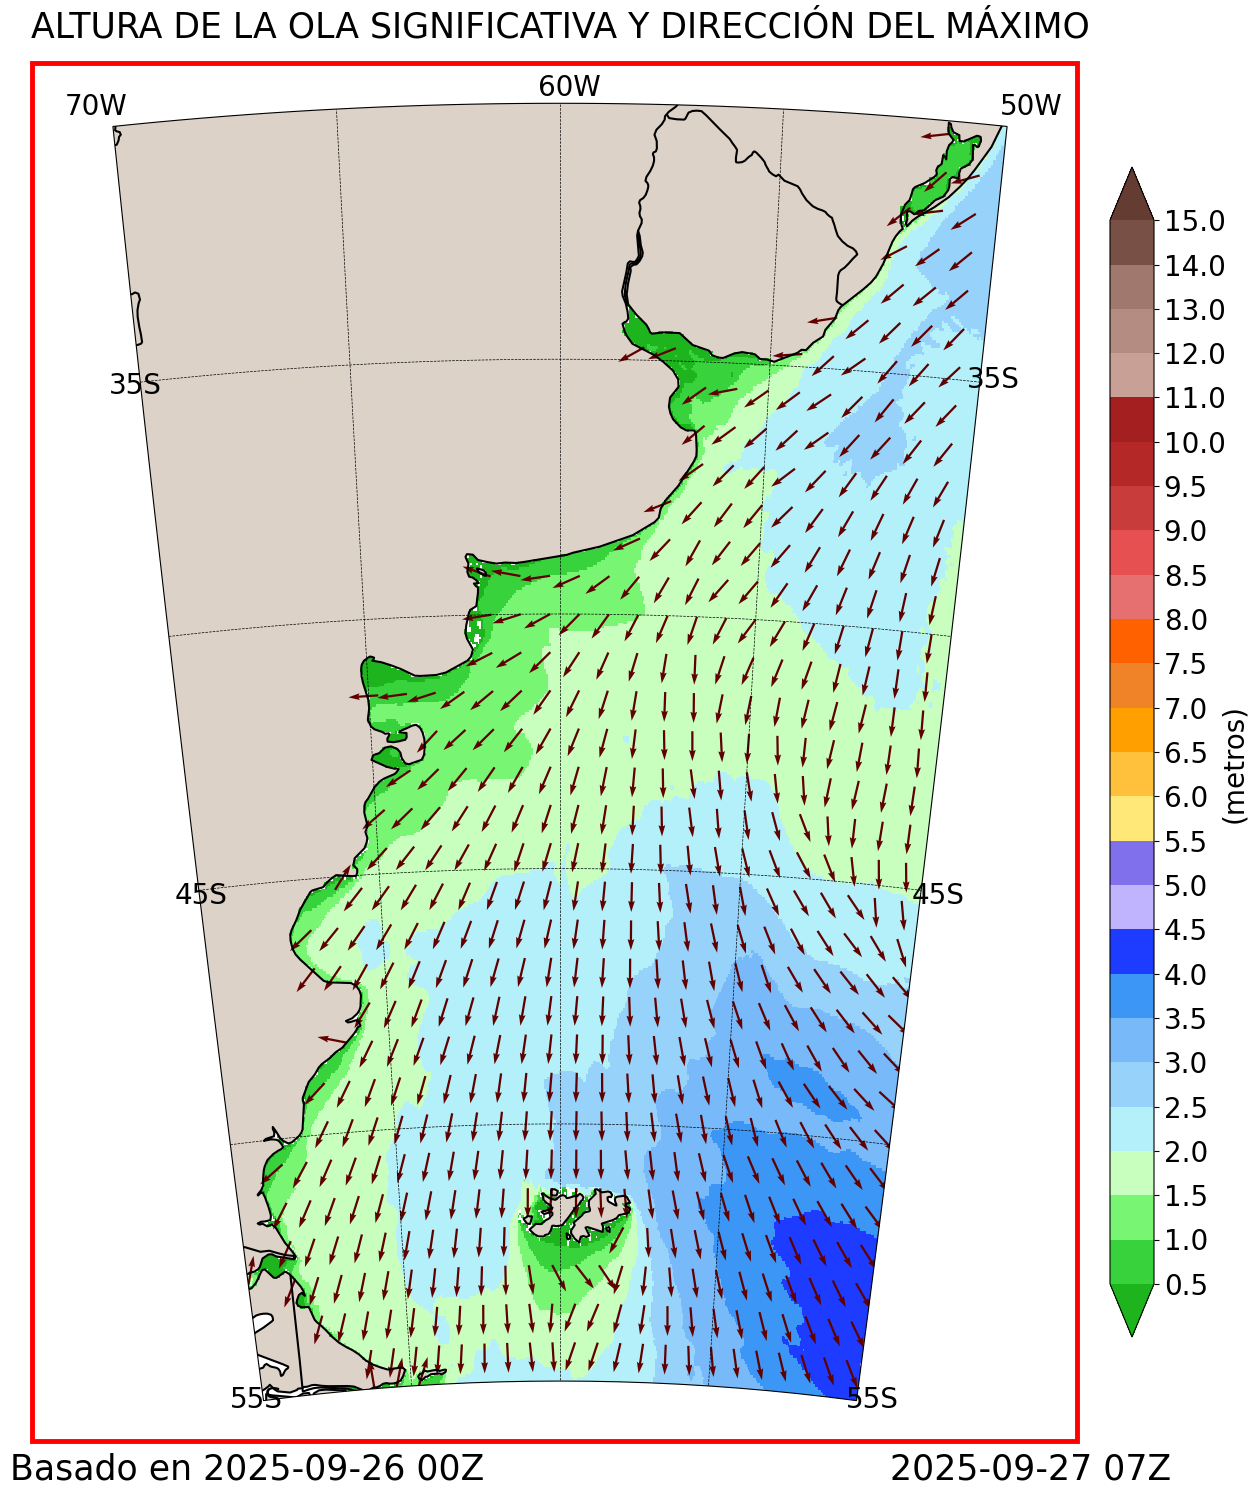 ALTURA DE LA OLA SIGNIFICATIVA Y DIRECCIÓN DEL MÁXIMO
70W
60W
50W
35S
35S
45S
45S
55S
55S
15.0
14.0
13.0
12.0
11.0
10.0
9.5
9.0
8.5
8.0
7.5
7.0
6.5
6.0
5.5
5.0
4.5
4.0
3.5
3.0
2.5
2.0
1.5
1.0
0.5
(metros)
Basado en 2025-09-26 00Z
2025-09-27 07Z